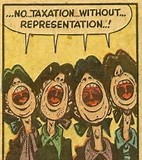 ...NO TAXATION WITHOUT...
REPRESENTATION..!